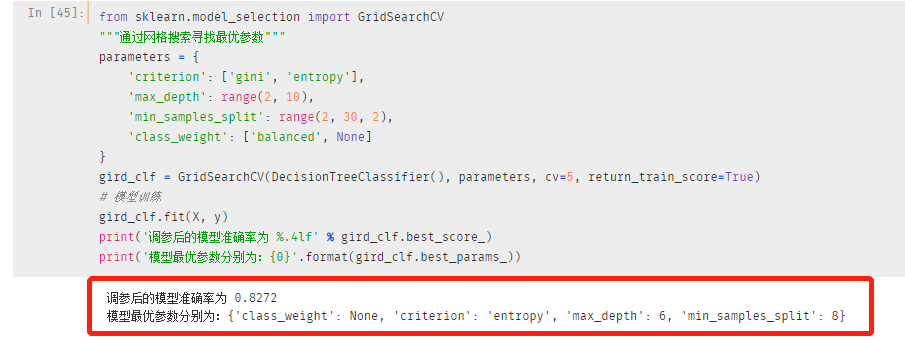 In [45]:
from sklearn.model_selection import GridSearchCV
"""通过网格搜索寻找最优参数"""
parameters = {
    'criterion': ['gini', 'entropy'],
    'max_depth': range(2, 10),
    'min_samples_split': range(2, 30, 2),
    'class_weight': ['balanced', None]
}
gird_clf = GridSearchCV(DecisionTreeClassifier(), parameters, cv=5, return_train_score=True)
# 模型训练
gird_clf.fit(X, y)
print('调参后的模型准确率为 %.4lf' % gird_clf.best_score_)
print('模型最优参数分别为：{0}'.format(gird_clf.best_params_))
调参后的模型准确率为 0.8272
模型最优参数分别为：{'class_weight': None, 'criterion': 'entropy', 'max_depth': 6, 'min_samples_split': 8}